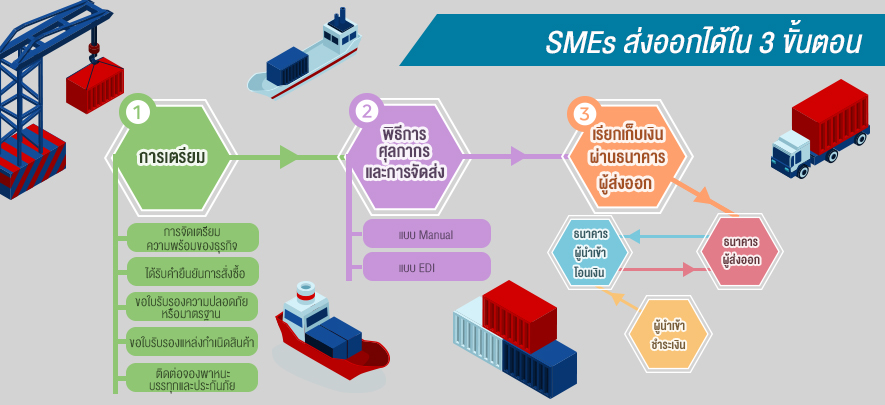 SMEs ส่งออกได้ใน 3 ขั้นตอน
1
การเตรียม
การจัดเตรียม
ความพร้อมของธุรกิจ
ได้รับคำยืนยันการสั่งซื้อ
ขอใบรับรองความปลอดภัย
หรือมาตรฐาน
ขอใบรับรองแหล่งกำเนิดสินค้า
ติดต่อจองพาหนะ
บรรทุกและประกันภัย
2
พิธีการ
ศุลกากร
และการจัดส่ง
แบบ Manual
แบบ EDI
3
เรียกเก็บเงิน
ผ่านธนาคาร
ผู้ส่งออก
ธนาคาร
ผู้ส่งออก
ธนาคาร
ผู้นำเข้า
โอนเงิน
ผู้นำเข้า
ชำระเงิน